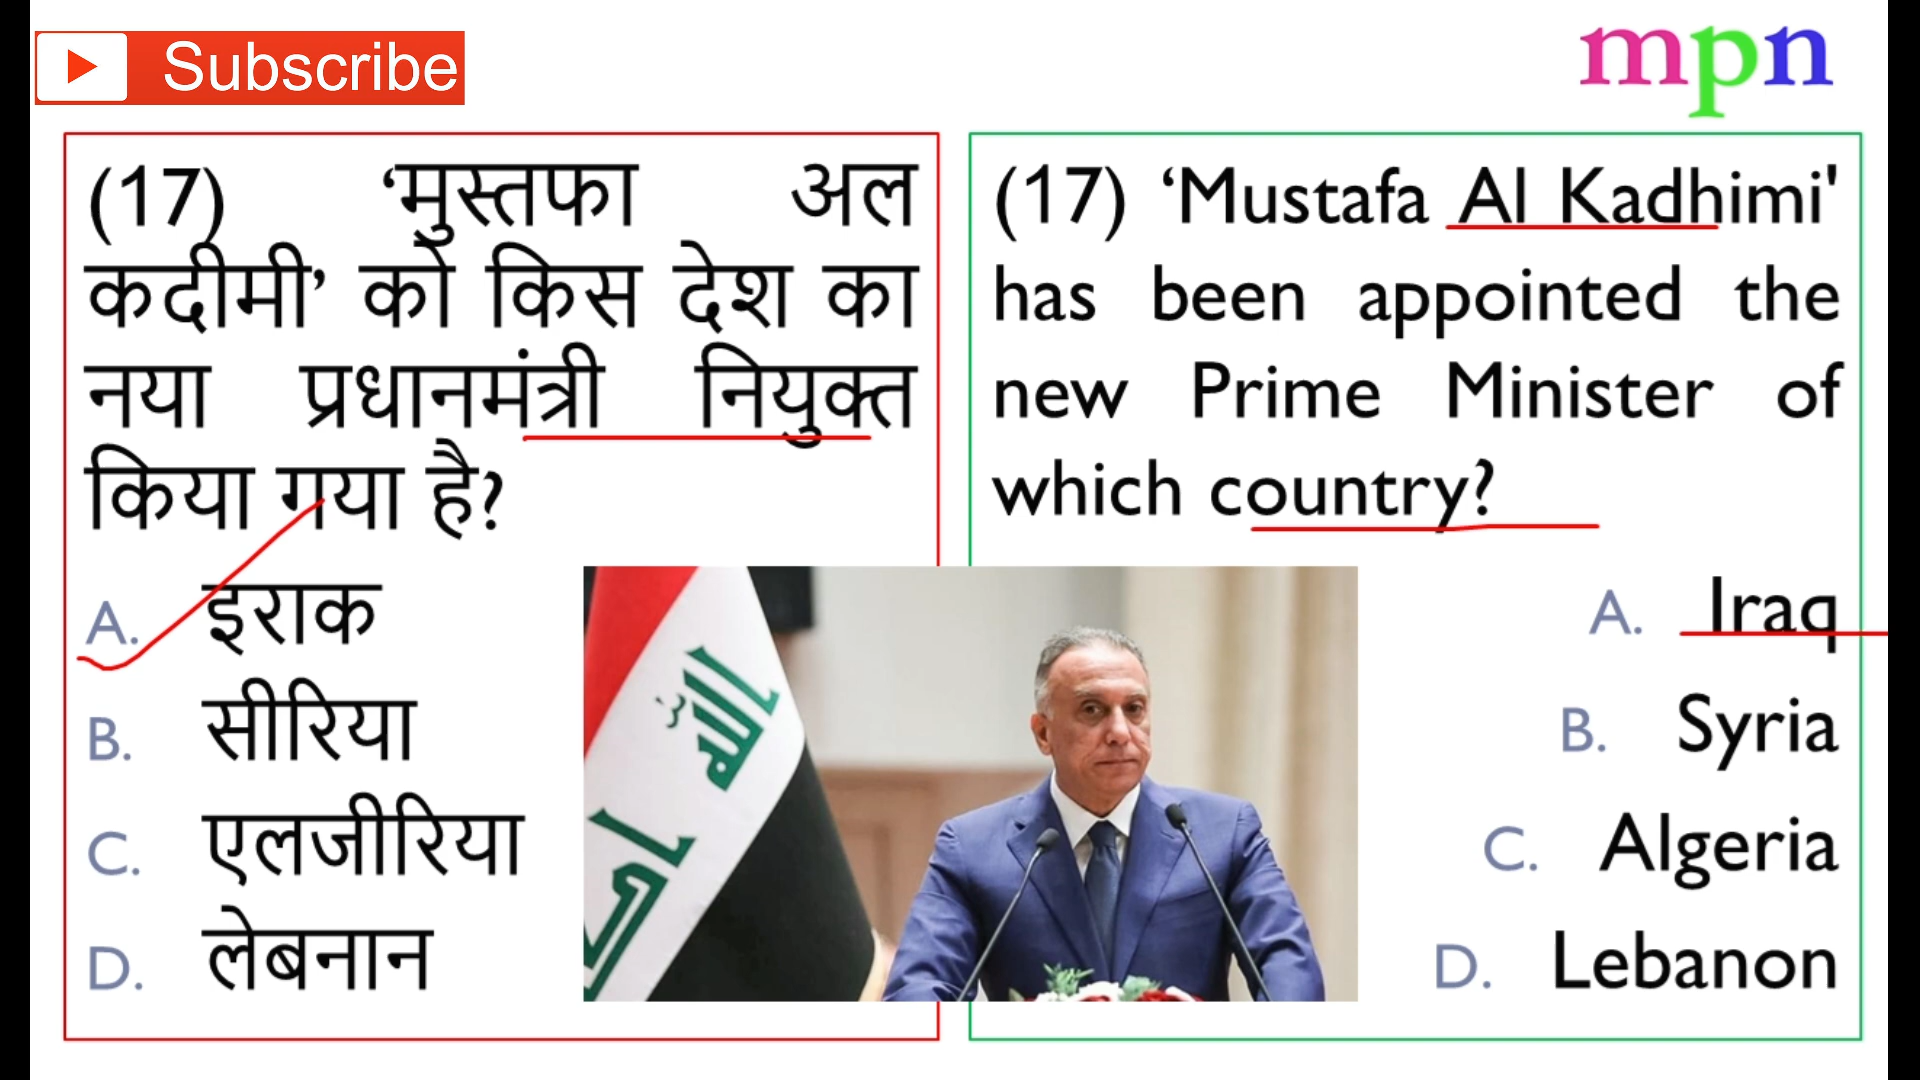 Subscribe
mpn
(17) ‘मुस्तफा अल
कदीमी’ को किस देश का
नया प्रधानमंत्री नियुक्त
किया गया है?
A. इराक
B. सीरिया
C. एलजीरिया
D. लेबनान
(17) ‘Mustafa Al Kadhimi'
has been appointed the
new Prime Minister of
which country?
A. Iraq
B. Syria
C. Algeria
D. Lebanon
الله